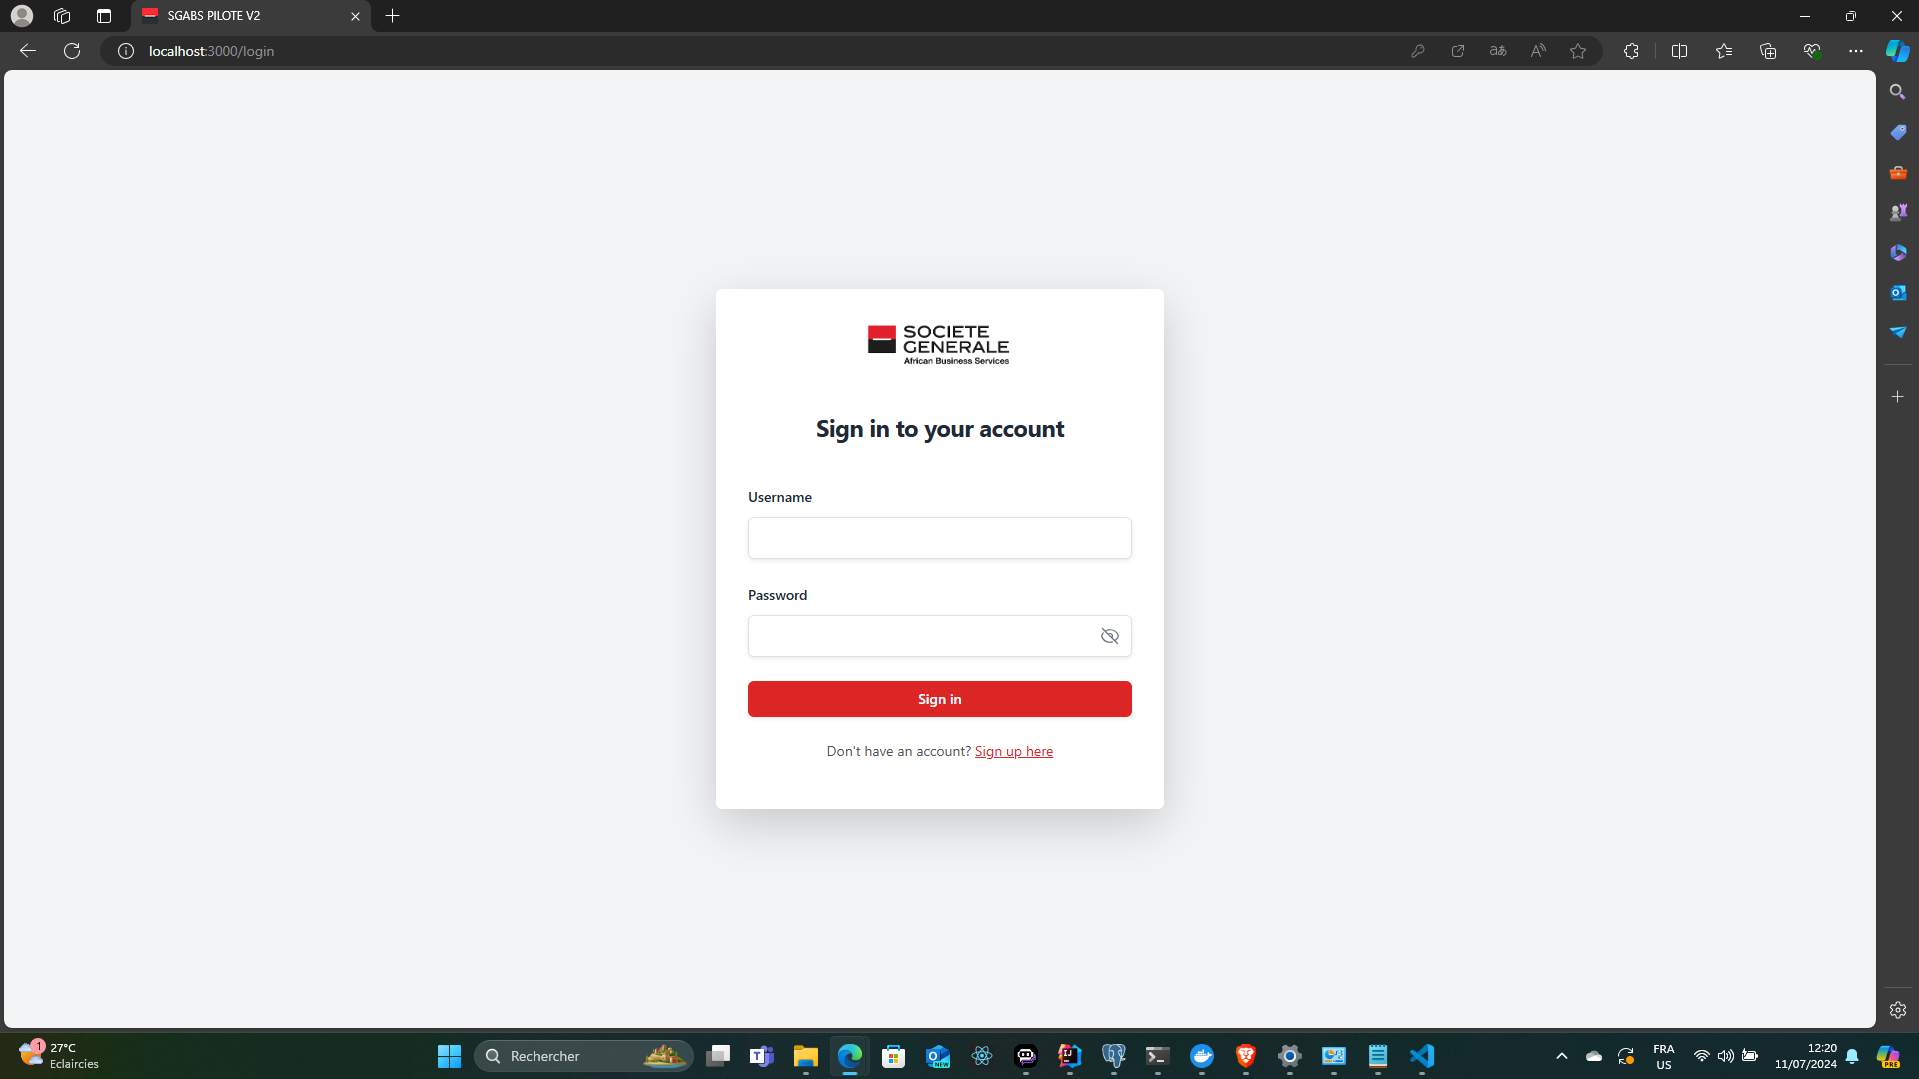 SGABS PILOTE V2
localhost:3000/login
SOCIETE
GENERALE
African Business Services
Sign in to your account
Username
Password
Sign in
Don't have an account? Sign up here
1
27°C
Eclaircies
Rechercher
NEW
FRA
US
12:20
11/07/2024
PRE